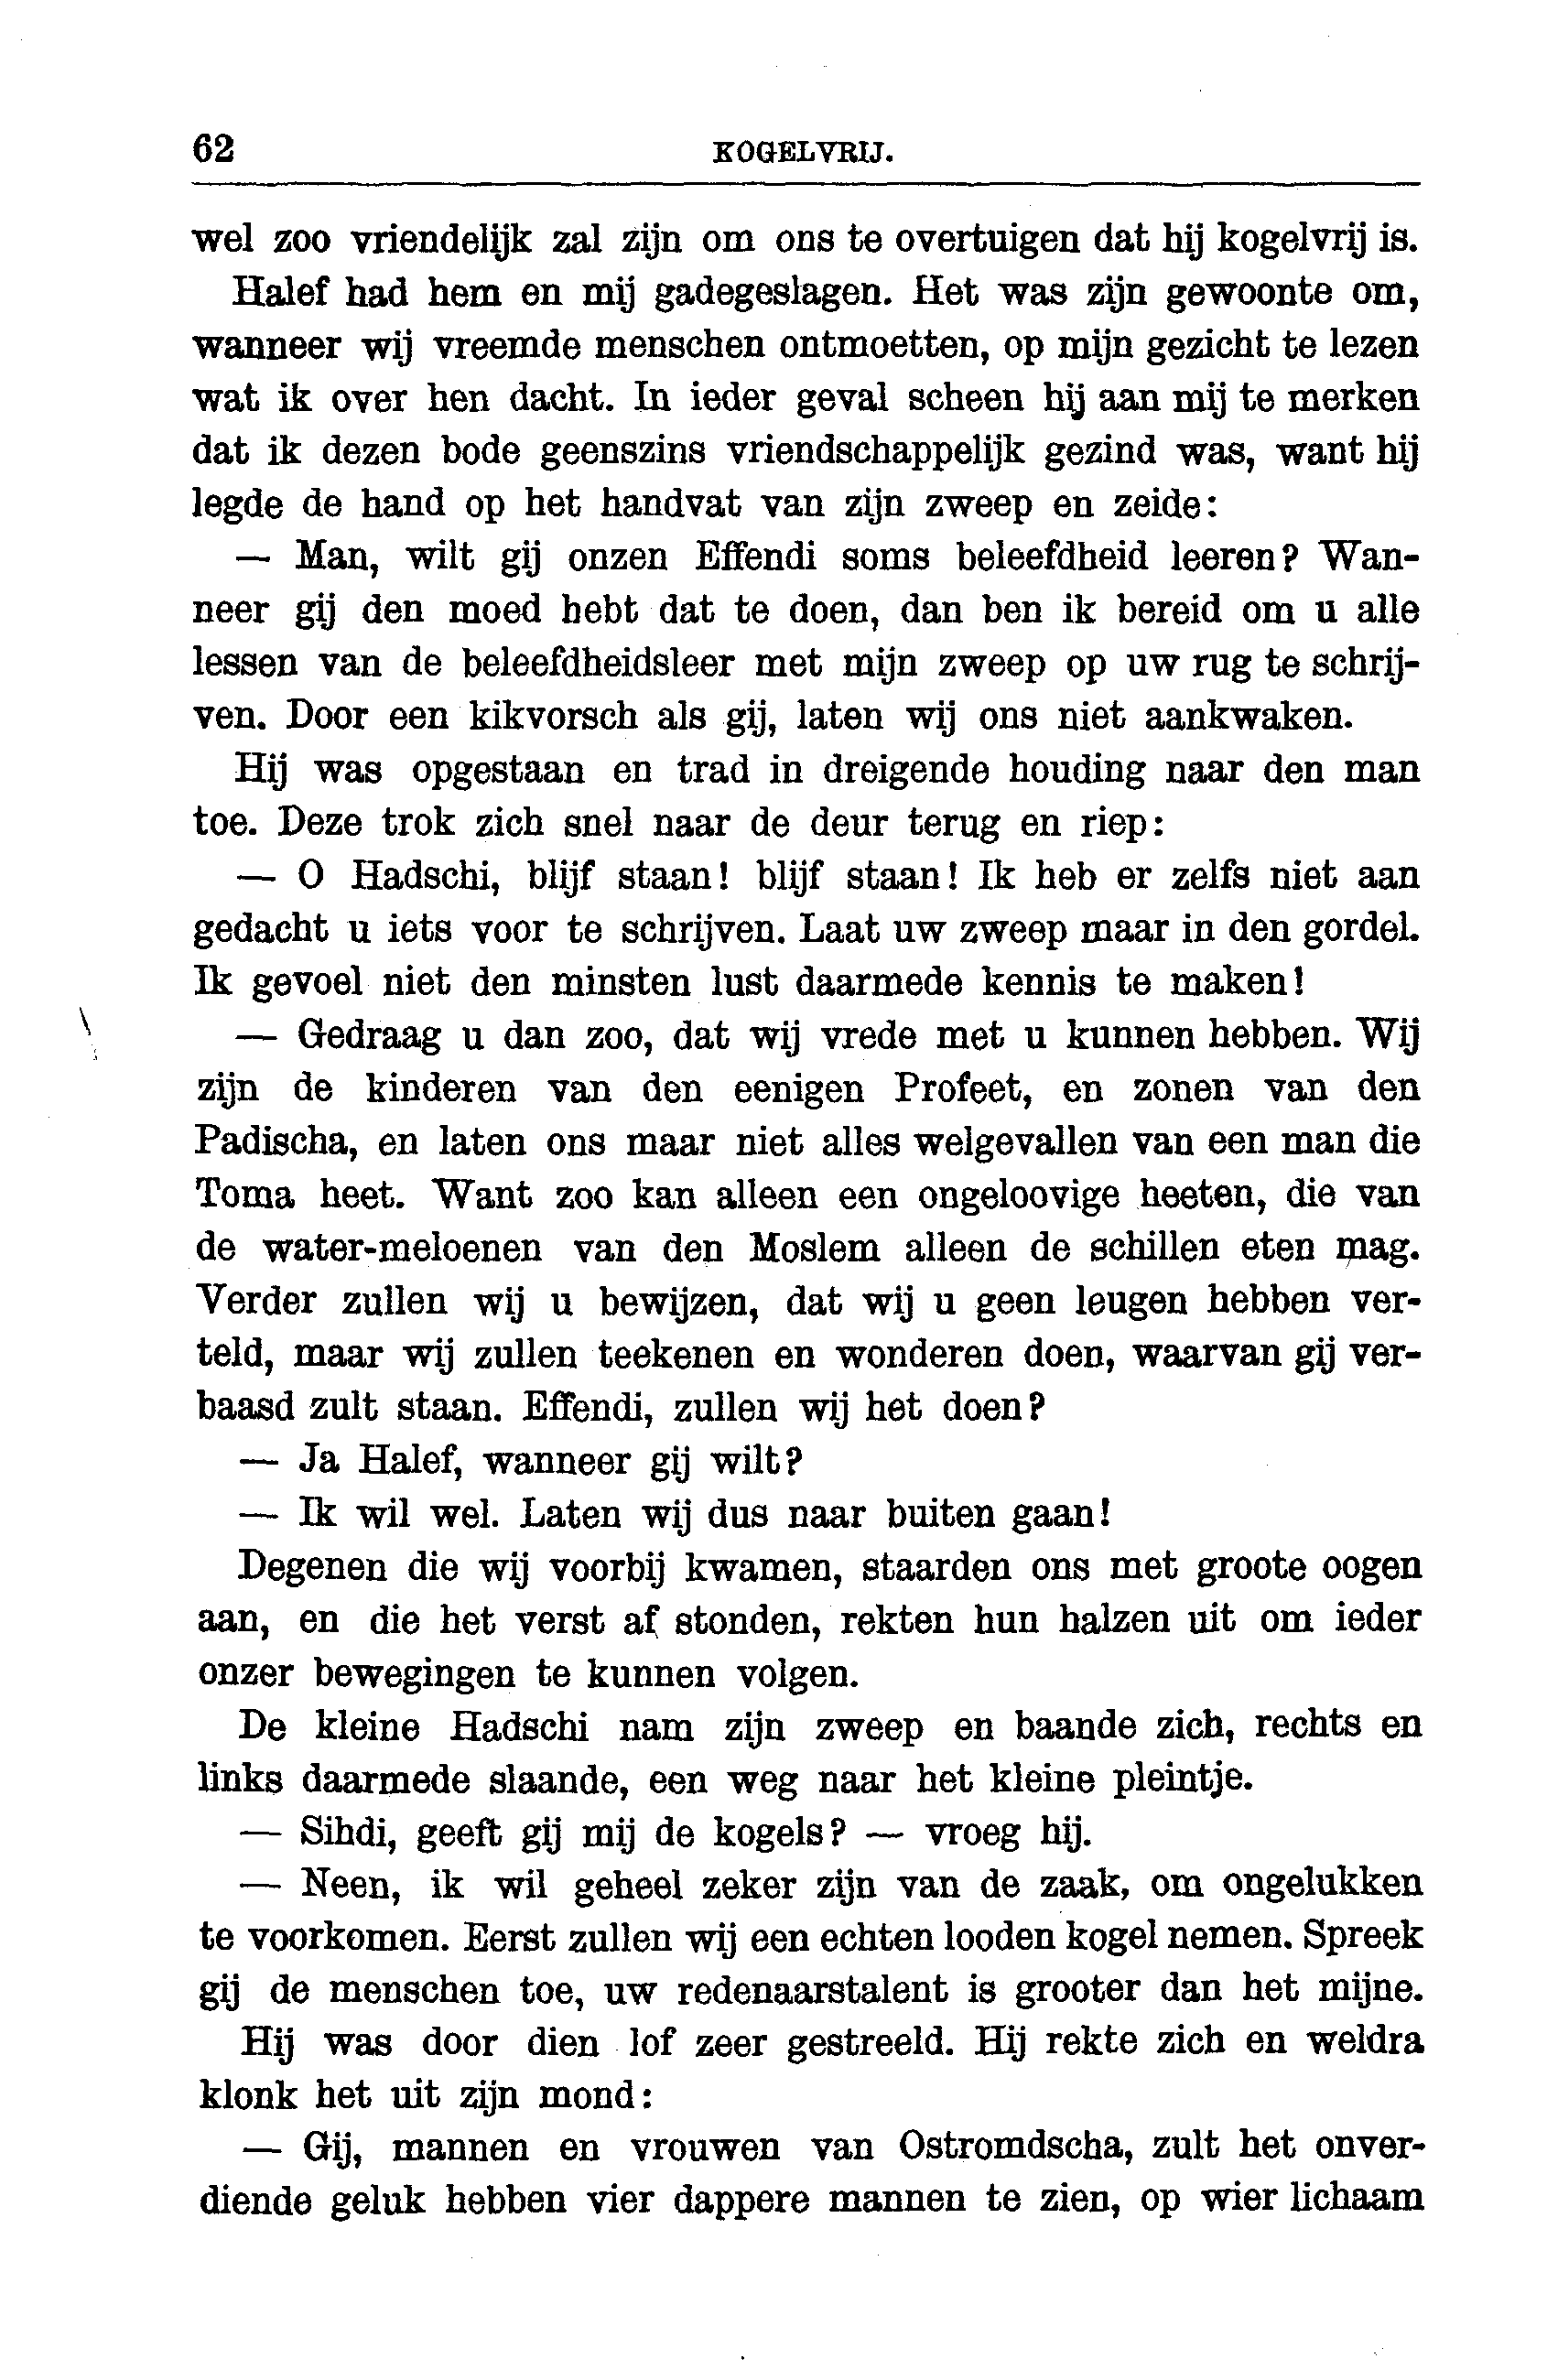 62 KOGELVRIJ.
wel zoo vriendelijk zal zijn om ons te overtuigen dat hij kogelvrij is.
Halef had hem en mij gadegeslagen. Het was zijn gewoonte om,
wanneer wij vreemde menschen ontmoetten, op mijn gezicht te lezen
wat ik over hen dacht. In ieder geval scheen hij aan mij te merken
dat ik dezen bode geenszins vriendschappelijk gezind was, want hij
legde de hand op het handvat van zijn zweep en zeide:
— Man, wilt gij onzen Effendi soms beleefdheid leeren? Wan-
neer gij den moed hebt dat te doen, dan ben ik bereid om u alle
lessen van de beleefdheidsleer met mijn zweep op uw rug te schrij-
ven. Door een kikvorsch als gij, laten wij ons niet aankwaken.
Hij was opgestaan en trad in dreigende houding naar den man
toe. Deze trok zich snel naar de deur terug en riep:
— O Hadschi, blijf staan! blijf staan! Ik heb er zelfs niet aan
gedacht u iets voor te schrijven. Laat uw zweep maar in den gordel.
Ik gevoel niet den minsten lust daarmede kennis te maken!
— Gedraag u dan zoo, dat wij vrede met u kunnen hebben. Wij
zijn de kinderen van den eenigen Profeet, en zonen van den
Padischa, en laten ons maar niet alles welgevallen van een man die
Toma heet. Want zoo kan alleen een ongeloovige heeten, die van
de water-meloenen van den Moslem alleen de schillen eten mag.
Verder zullen wij u bewijzen, dat wij u geen leugen hebben ver-
teld, maar wij zullen teekenen en wonderen doen, waarvan gij ver-
baasd zult staan. Effendi, zullen wij het doen?
— Ja Halef, wanneer gij wilt?
— Ik wil wel. Laten wij dus naar buiten gaan!
Degenen die wij voorbij kwamen, staarden ons met groote oogen
aan, en die het verst af stonden, rekten hun halzen uit om ieder
onzer bewegingen te kunnen volgen.
De kleine Hadschi nam zijn zweep en baande zich, rechts en
links daarmede slaande, een weg naar het kleine pleintje.
— Sihdi, geeft gij mij de kogels? — vroeg hij.
— Neen, ik wil geheel zeker zijn van de zaak, om ongelukken
te voorkomen. Eerst zullen wij een echten looden kogel nemen. Spreek
gij de menschen toe, uw redenaarstalent is grooter dan het mijne.
Hij was door dien lof zeer gestreeld. Hij rekte zich en weldra
klonk het uit zijn mond:
— Gij, mannen en vrouwen van Ostromdscha, zult het onver-
diende geluk hebben vier dappere mannen te zien, op wier lichaam